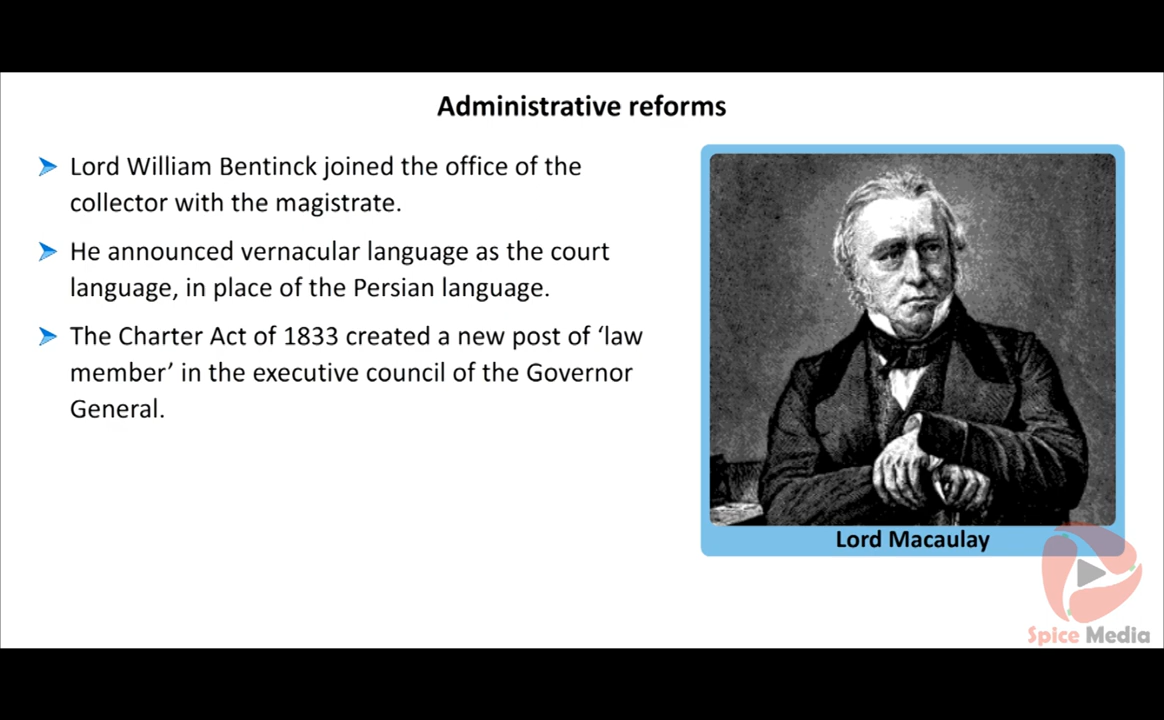 Administrative reforms
Lord William Bentinck joined the office of the
collector with the magistrate.
He announced vernacular language as the court
language, in place of the Persian language.
The Charter Act of 1833 created a new post of ‘law
member’ in the executive council of the Governor
General.
Lord Macaulay
Spice Media